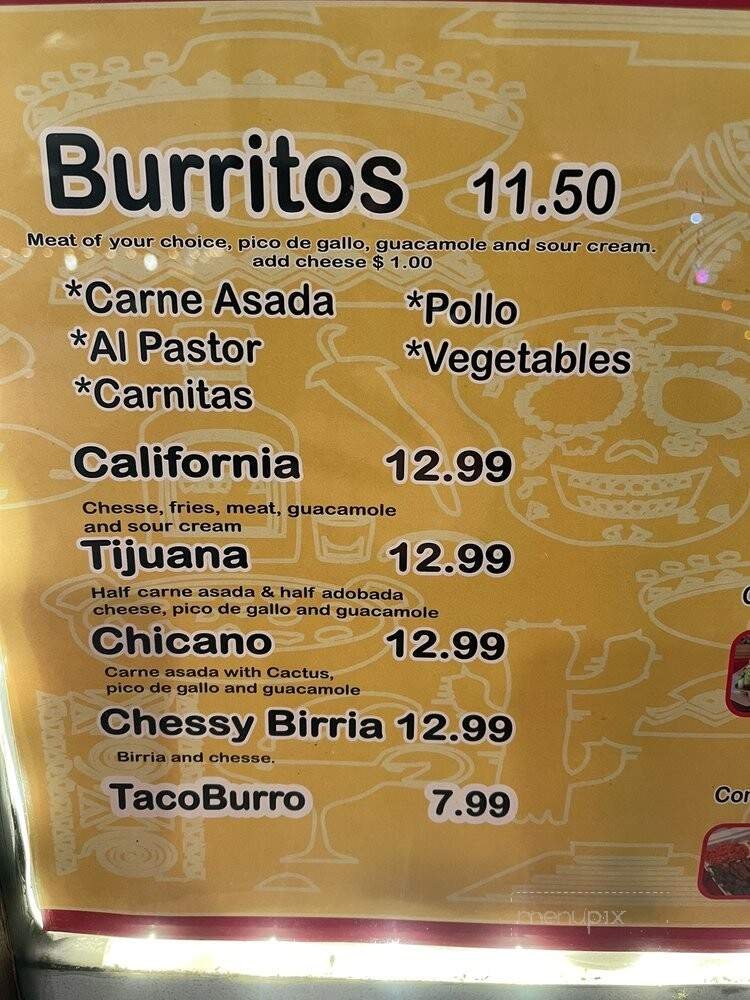 Burritos 11.50
Meat of your choice, pico de gallo, guacamole and sour cream.
add cheese $ 1.00
*Carne Asada *Pollo
*Al Pastor *Vegetables
*Carnitas
California 12.99
Chesse, fries, meat, guacamole
and sour cream
Tijuana 12.99
Half carne asada & half adobada
cheese, pico de gallo and guacamole
Chicano 12.99
Carne asada with Cactus,
pico de gallo and guacamole
Chessy Birria 12.99
Birria and chesse.
TacoBurro 7.99
menupix